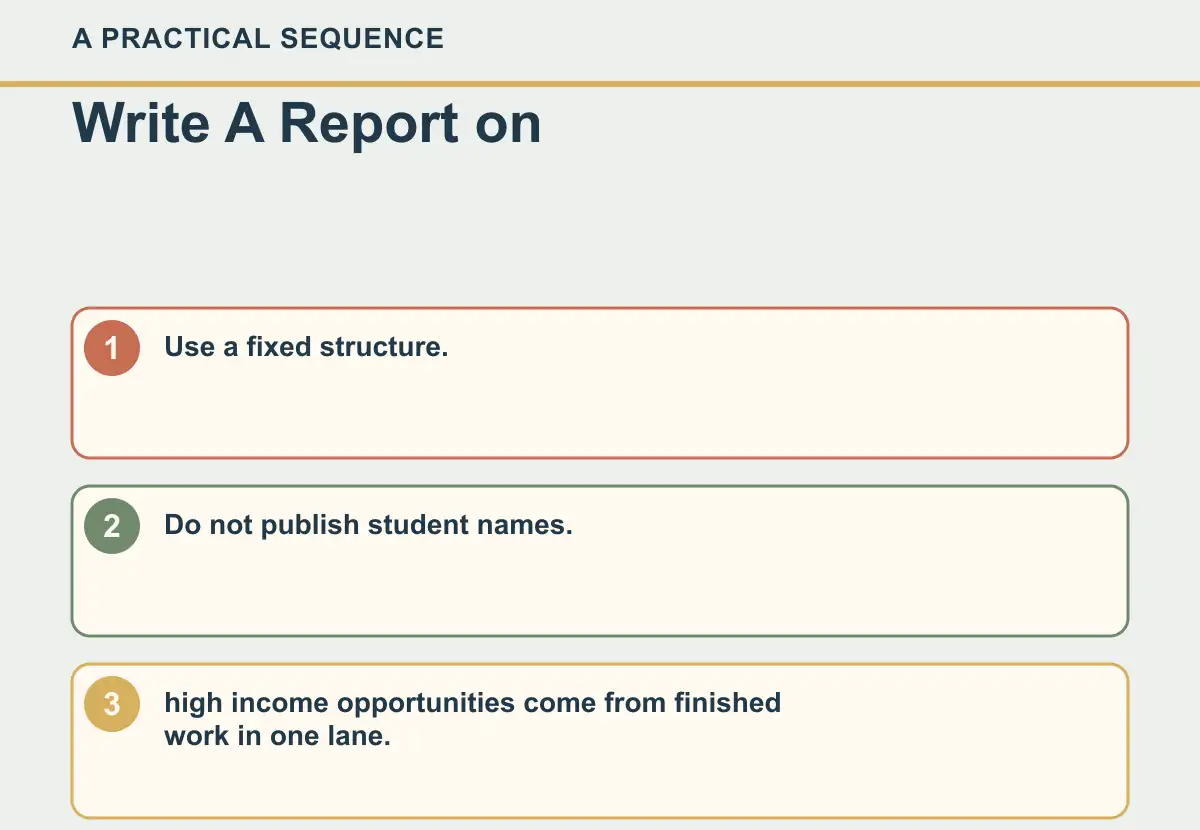 A PRACTICAL SEQUENCE
Write A Report on
1
Use a fixed structure.
2
Do not publish student names.
3
high income opportunities come from finished
work in one lane.